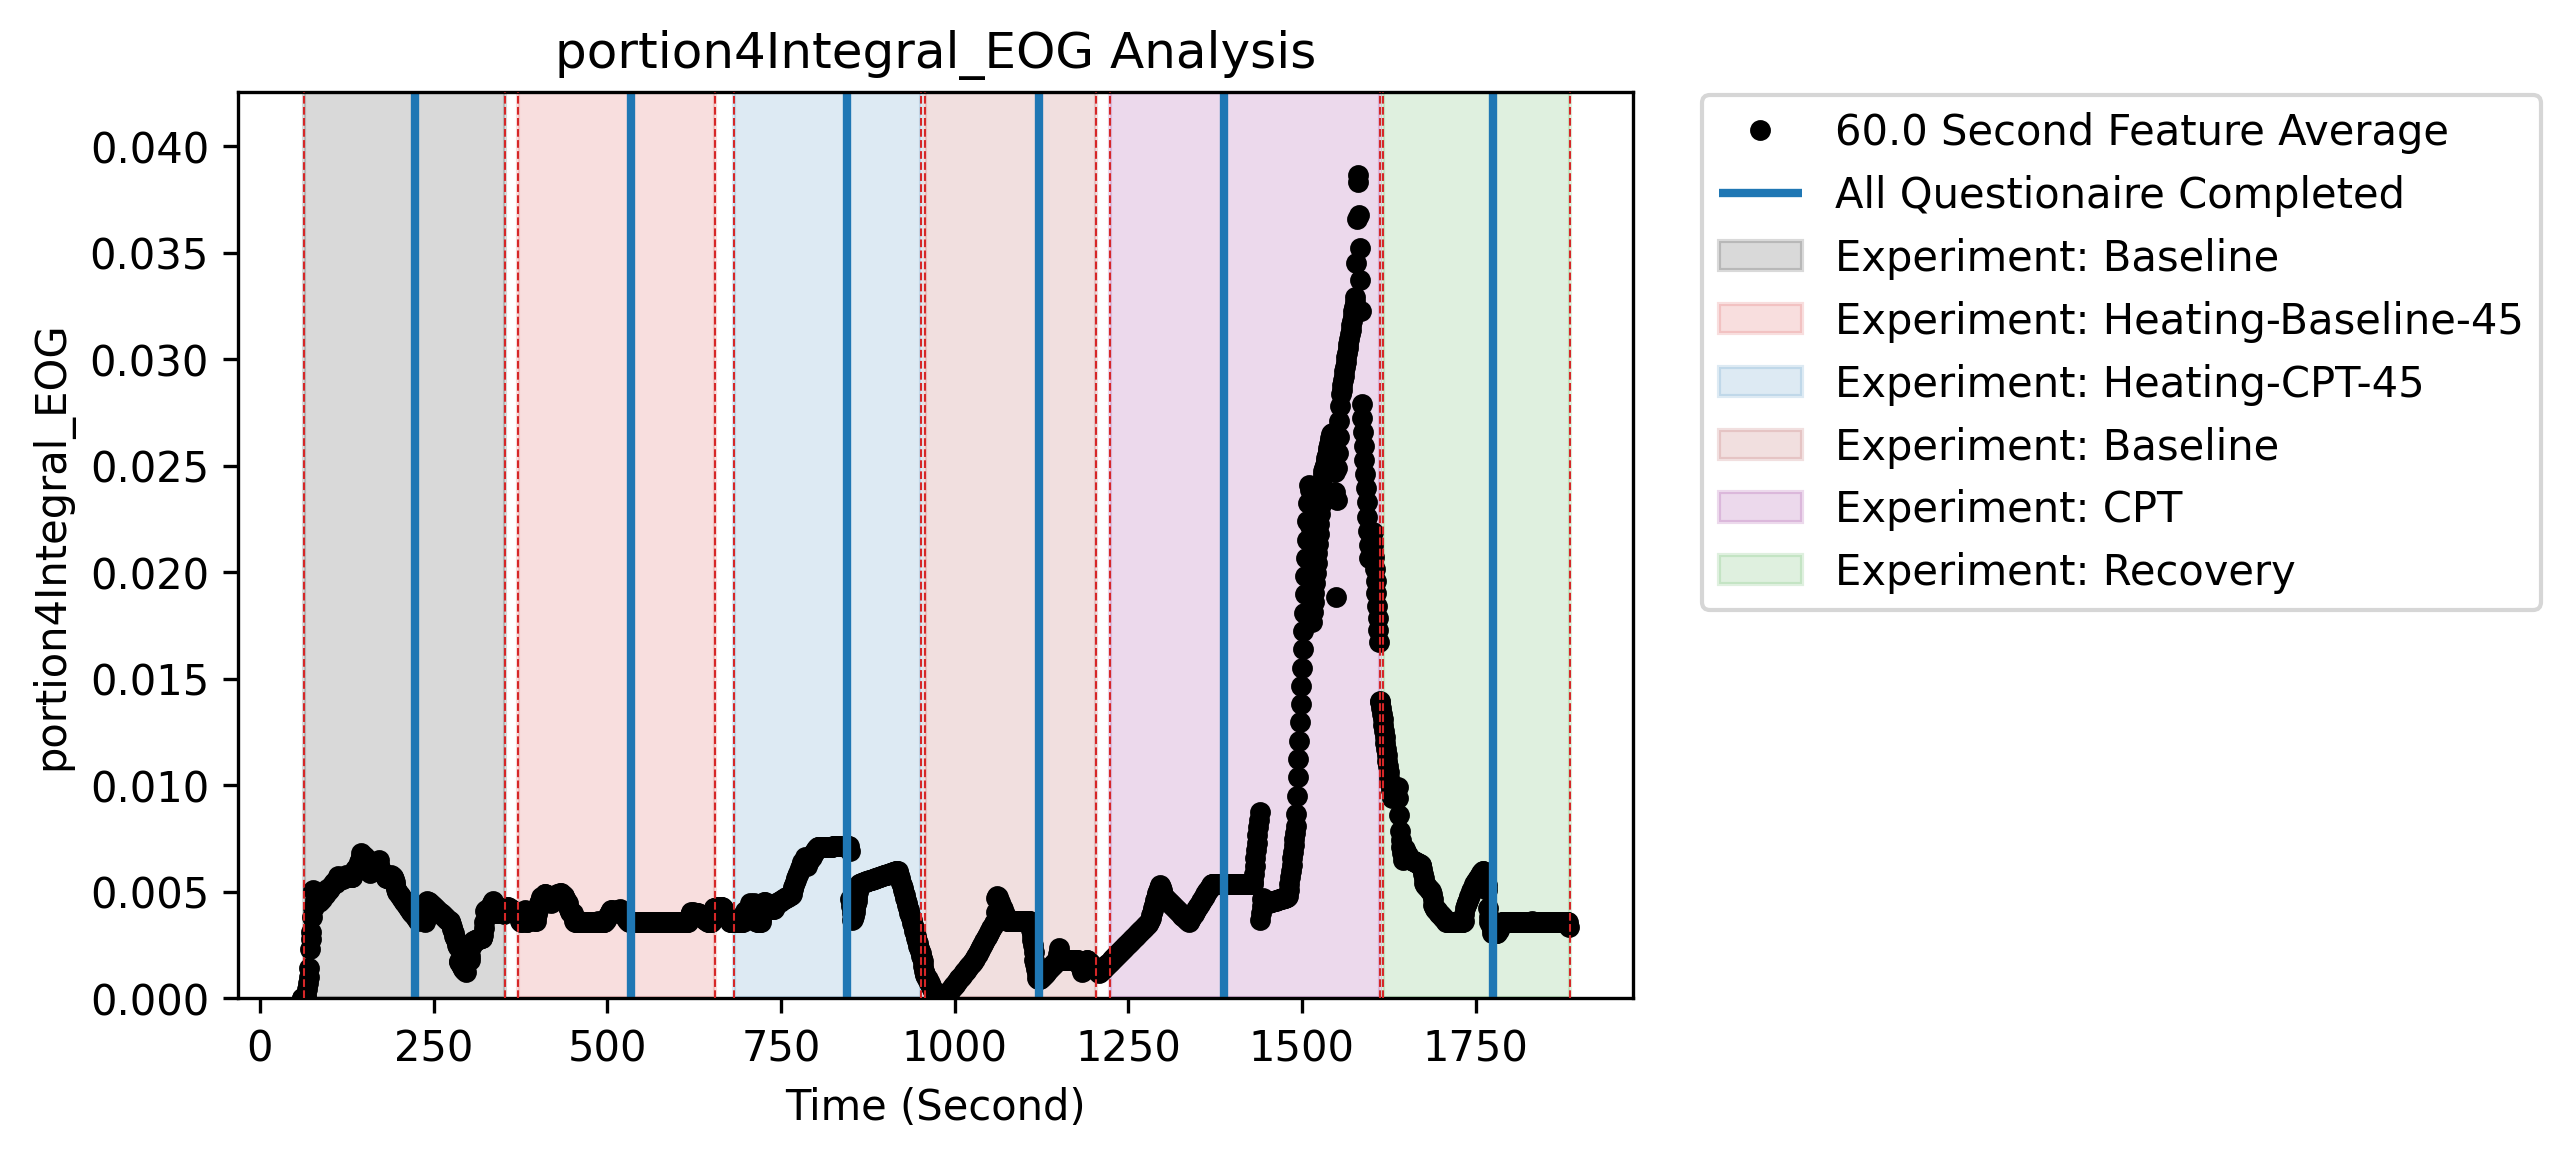 portion4Integral_EOG Analysis
portion4Integral_EOG
0.040
0.035
0.030
0.025
0.020
0.015
0.010
0.005
0.000
0 250 500 750 1000 1250 1500 1750
Time (Second)
60.0 Second Feature Average
All Questionaire Completed
Experiment: Baseline
Experiment: Heating-Baseline-45
Experiment: Heating-CPT-45
Experiment: Baseline
Experiment: CPT
Experiment: Recovery